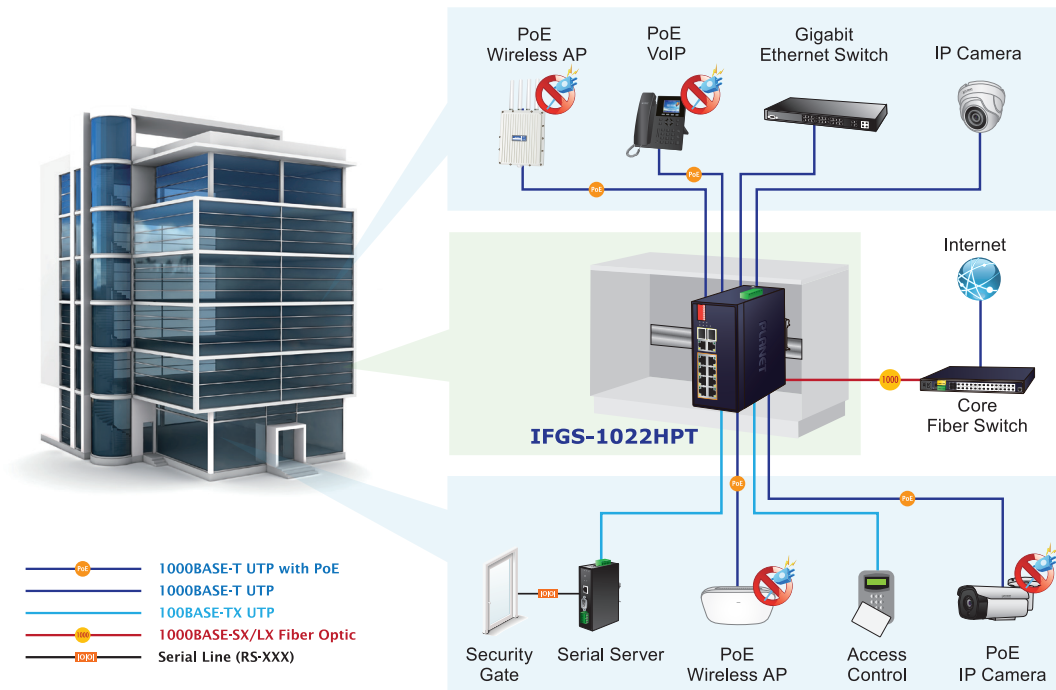 PoE
Wireless AP
PoE
VoIP
Gigabit
Ethernet Switch
IP Camera
PoE
PoE
Internet
PLANET
1000
Core
Fiber Switch
IFGS-1022HPT
PoE
PoE
PoE 1000BASE-T UTP with PoE
1000BASE-T UTP
100BASE-TX UTP
1000 1000BASE-SX/LX Fiber Optic
IOIOI Serial Line (RS-XXX)
IOIOI
Security
Gate
Serial Server
PoE
Wireless AP
Access
Control
PoE
IP Camera